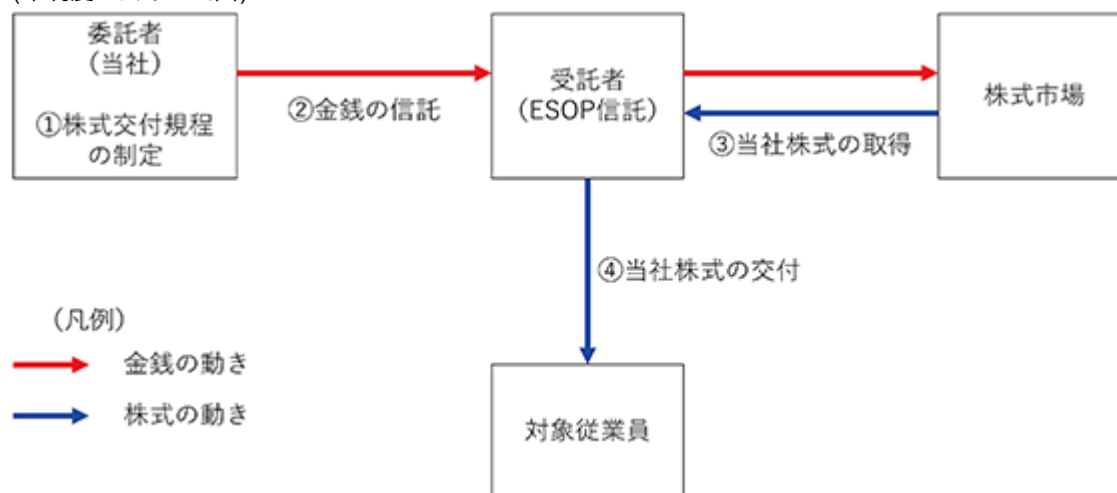 委託者
(当社)
①株式交付規程
の制定
②金銭の信託
受託者
(ESOP信託)
株式市場
③当社株式の取得
④当社株式の交付
(凡例)
金銭の動き
株式の動き
対象従業員